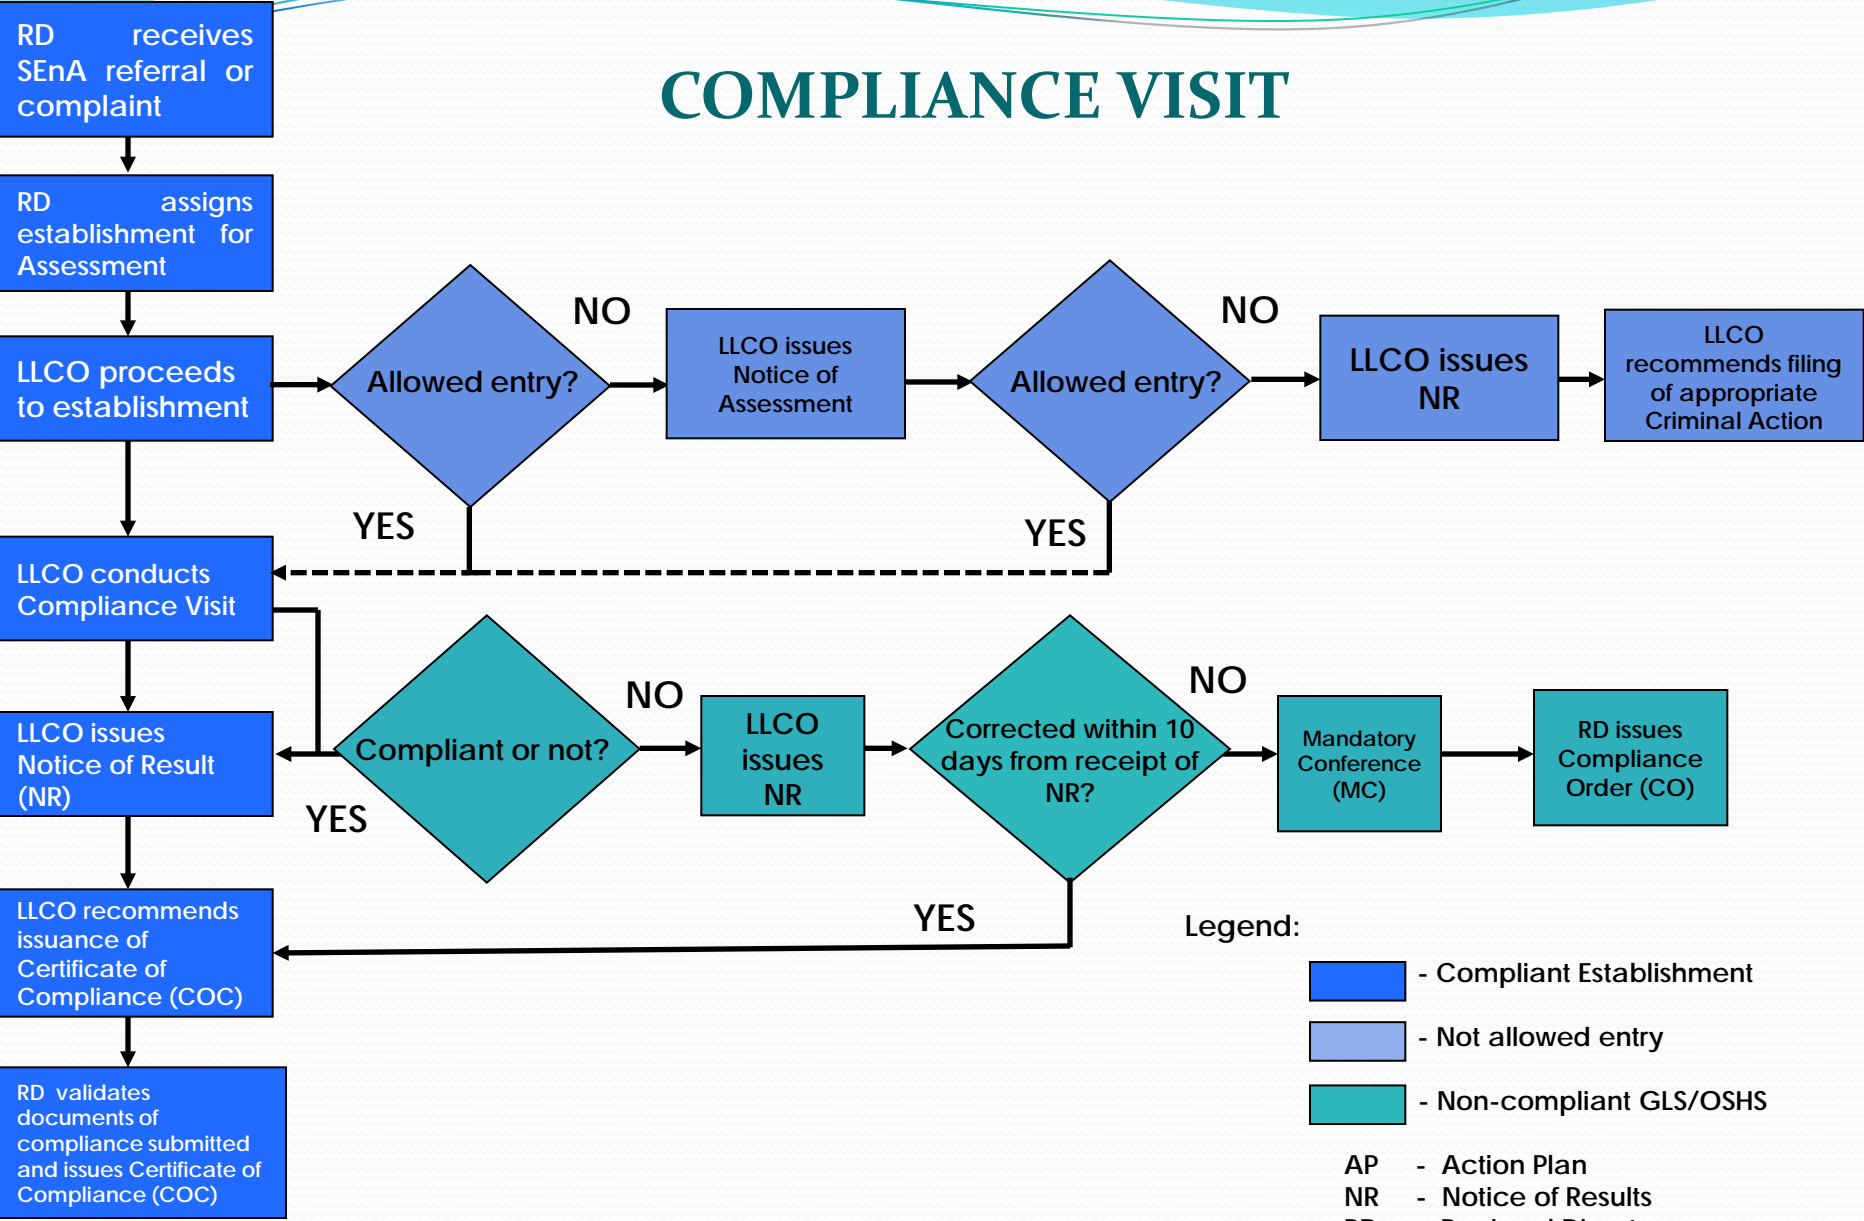 COMPLIANCE VISIT
RD receives
SEnA referral or
complaint
RD assigns
establishment for
Assessment
LLCO proceeds
to establishment
Allowed entry?
NO
LLCO issues
Notice of
Assessment
Allowed entry?
NO
LLCO issues
NR
LLCO
recommends filing
of appropriate
Criminal Action
YES
YES
LLCO conducts
Compliance Visit
LLCO issues
Notice of Result
(NR)
Compliant or not?
NO
LLCO
issues
NR
Corrected within 10
days from receipt of
NR?
NO
Mandatory
Conference
(MC)
RD issues
Compliance
Order (CO)
YES
YES
LLCO recommends
issuance of
Certificate of
Compliance (COC)
RD validates
documents of
compliance submitted
and issues Certificate of
Compliance (COC)
Legend:
- Compliant Establishment
- Not allowed entry
- Non-compliant GLS/OSHS
AP - Action Plan
NR - Notice of Results